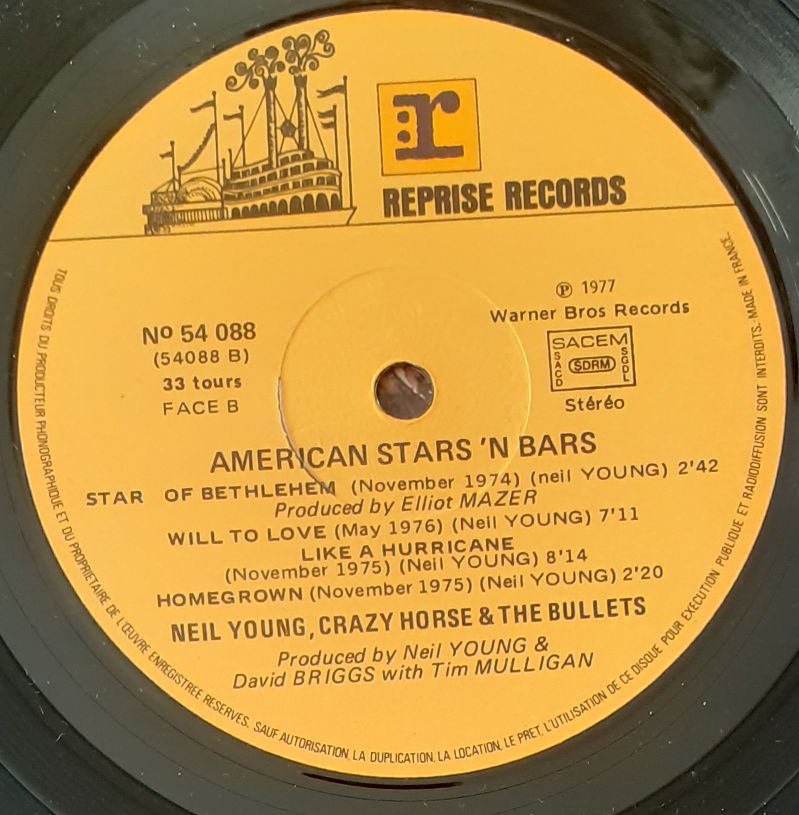 r
REPRISE RECORDS
℗ 1977
Warner Bros Records
Nº 54 088
(54088 B)
33 tours
FACE B
SACEM
SACD
SDRM
SGDL
Stéréo
AMERICAN STARS 'N BARS
STAR OF BETHLEHEM (November 1974) (neil YOUNG) 2'42
Produced by Elliot MAZER
WILL TO LOVE (May 1976) (Neil YOUNG) 7'11
LIKE A HURRICANE
(November 1975) (Neil YOUNG) 8'14
HOMEGROWN (November 1975) (Neil YOUNG) 2'20
NEIL YOUNG, CRAZY HORSE & THE BULLETS
Produced by Neil YOUNG &
David BRIGGS with Tim MULLIGAN
TOUS DROITS DU PRODUCTEUR PHONOGRAPHIQUE ET DU PROPRIETAIRE DE L'ŒUVRE ENREGISTREE RESERVES. SAUF AUTORISATION, LA DUPLICATION, LA LOCATION, LE PRET, L'UTILISATION DE CE DISQUE POUR EXECUTION PUBLIQUE ET RADIODIFFUSION SONT INTERDITS. - MADE IN FRANCE.